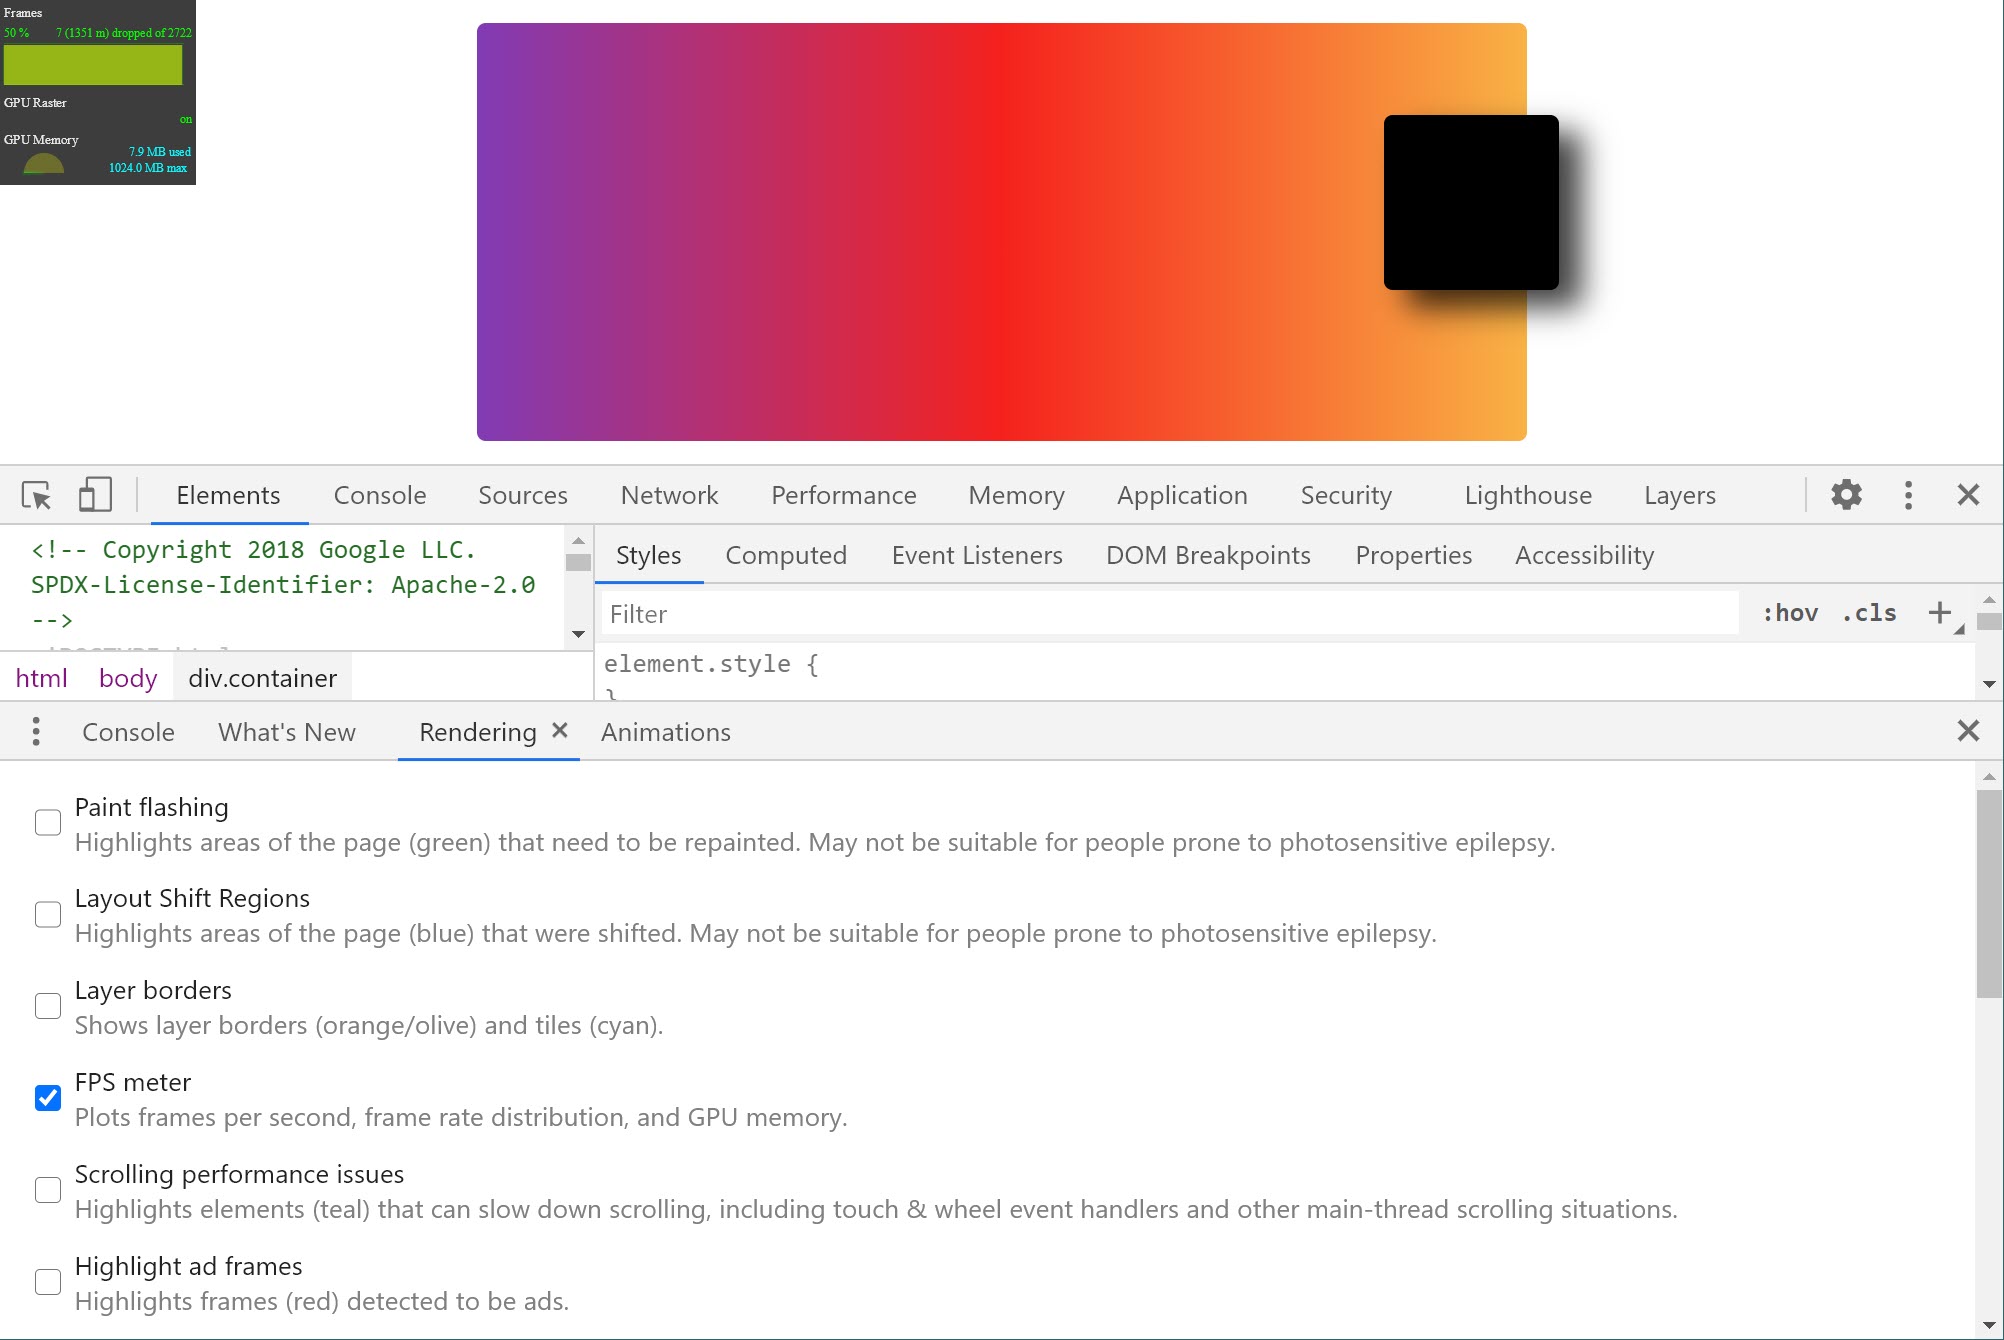 Frames
50 % 7 (1351 m) dropped of 2722
GPU Raster
on
GPU Memory
7.9 MB used
1024.0 MB max
Elements Console Sources Network Performance Memory Application Security Lighthouse Layers
<!-- Copyright 2018 Google LLC.
SPDX-License-Identifier: Apache-2.0
-->
html body div.container
Styles Computed Event Listeners DOM Breakpoints Properties Accessibility
Filter :hov .cls +
element.style {
}
Console What's New Rendering Animations
Paint flashing
Highlights areas of the page (green) that need to be repainted. May not be suitable for people prone to photosensitive epilepsy.
Layout Shift Regions
Highlights areas of the page (blue) that were shifted. May not be suitable for people prone to photosensitive epilepsy.
Layer borders
Shows layer borders (orange/olive) and tiles (cyan).
FPS meter
Plots frames per second, frame rate distribution, and GPU memory.
Scrolling performance issues
Highlights elements (teal) that can slow down scrolling, including touch & wheel event handlers and other main-thread scrolling situations.
Highlight ad frames
Highlights frames (red) detected to be ads.